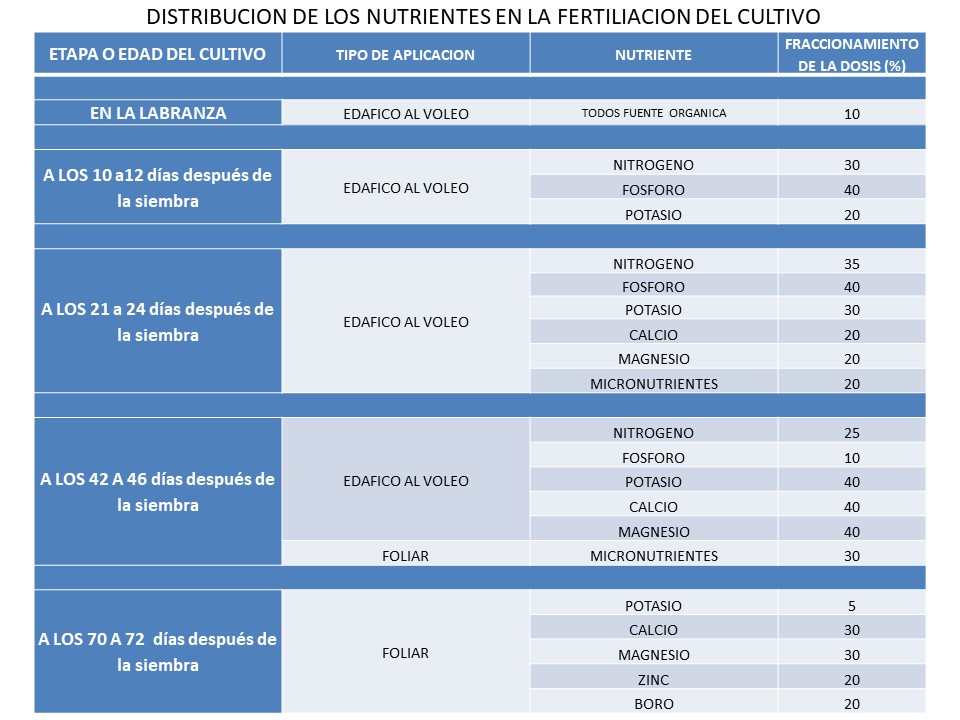 DISTRIBUCION DE LOS NUTRIENTES EN LA FERTILIACION DEL CULTIVO
ETAPA O EDAD DEL CULTIVO TIPO DE APLICACION NUTRIENTE FRACCIONAMIENTO DE LA DOSIS (%)
EN LA LABRANZA EDAFICO AL VOLEO TODOS FUENTE ORGANICA 10
A LOS 10 a12 días después de
la siembra
EDAFICO AL VOLEO
NITROGENO 30
FOSFORO 40
POTASIO 20
A LOS 21 a 24 días después de
la siembra
EDAFICO AL VOLEO
NITROGENO 35
FOSFORO 40
POTASIO 30
CALCIO 20
MAGNESIO 20
MICRONUTRIENTES 20
A LOS 42 A 46 días después de
la siembra
EDAFICO AL VOLEO
NITROGENO 25
FOSFORO 10
POTASIO 40
CALCIO 40
MAGNESIO 40
FOLIAR MICRONUTRIENTES 30
A LOS 70 A 72 días después de
la siembra
FOLIAR
POTASIO 5
CALCIO 30
MAGNESIO 30
ZINC 20
BORO 20